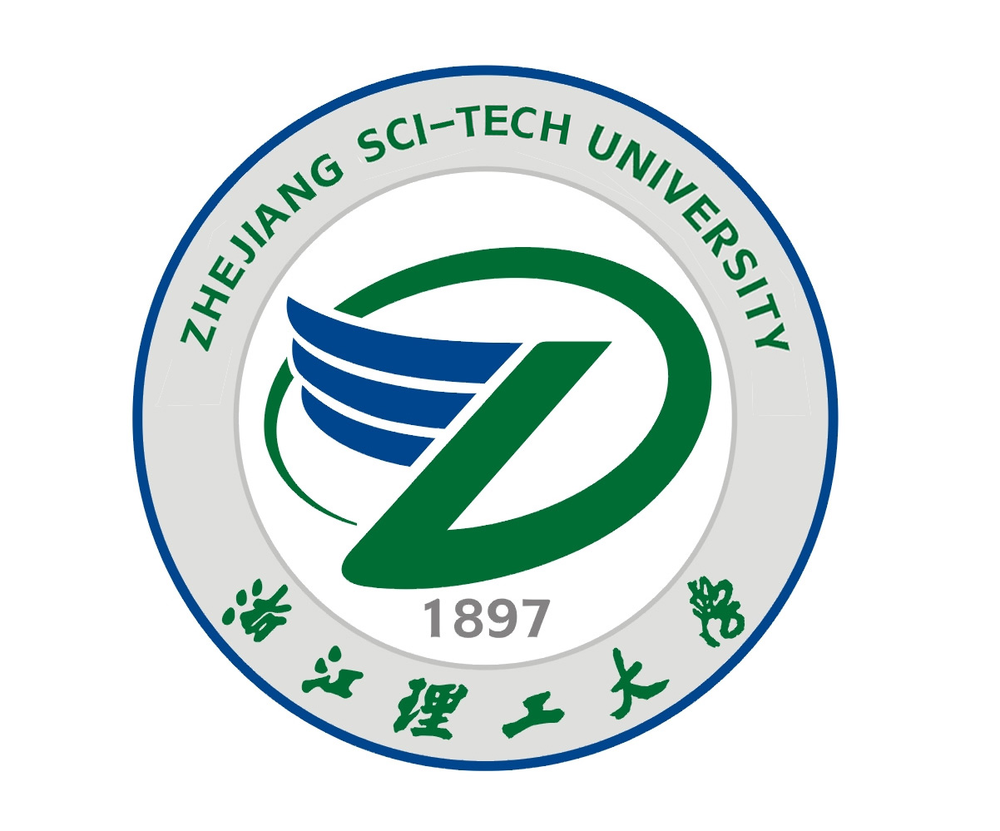 ZHEJIANG SCI-TECH UNIVERSITY
1897
浙江理工大学